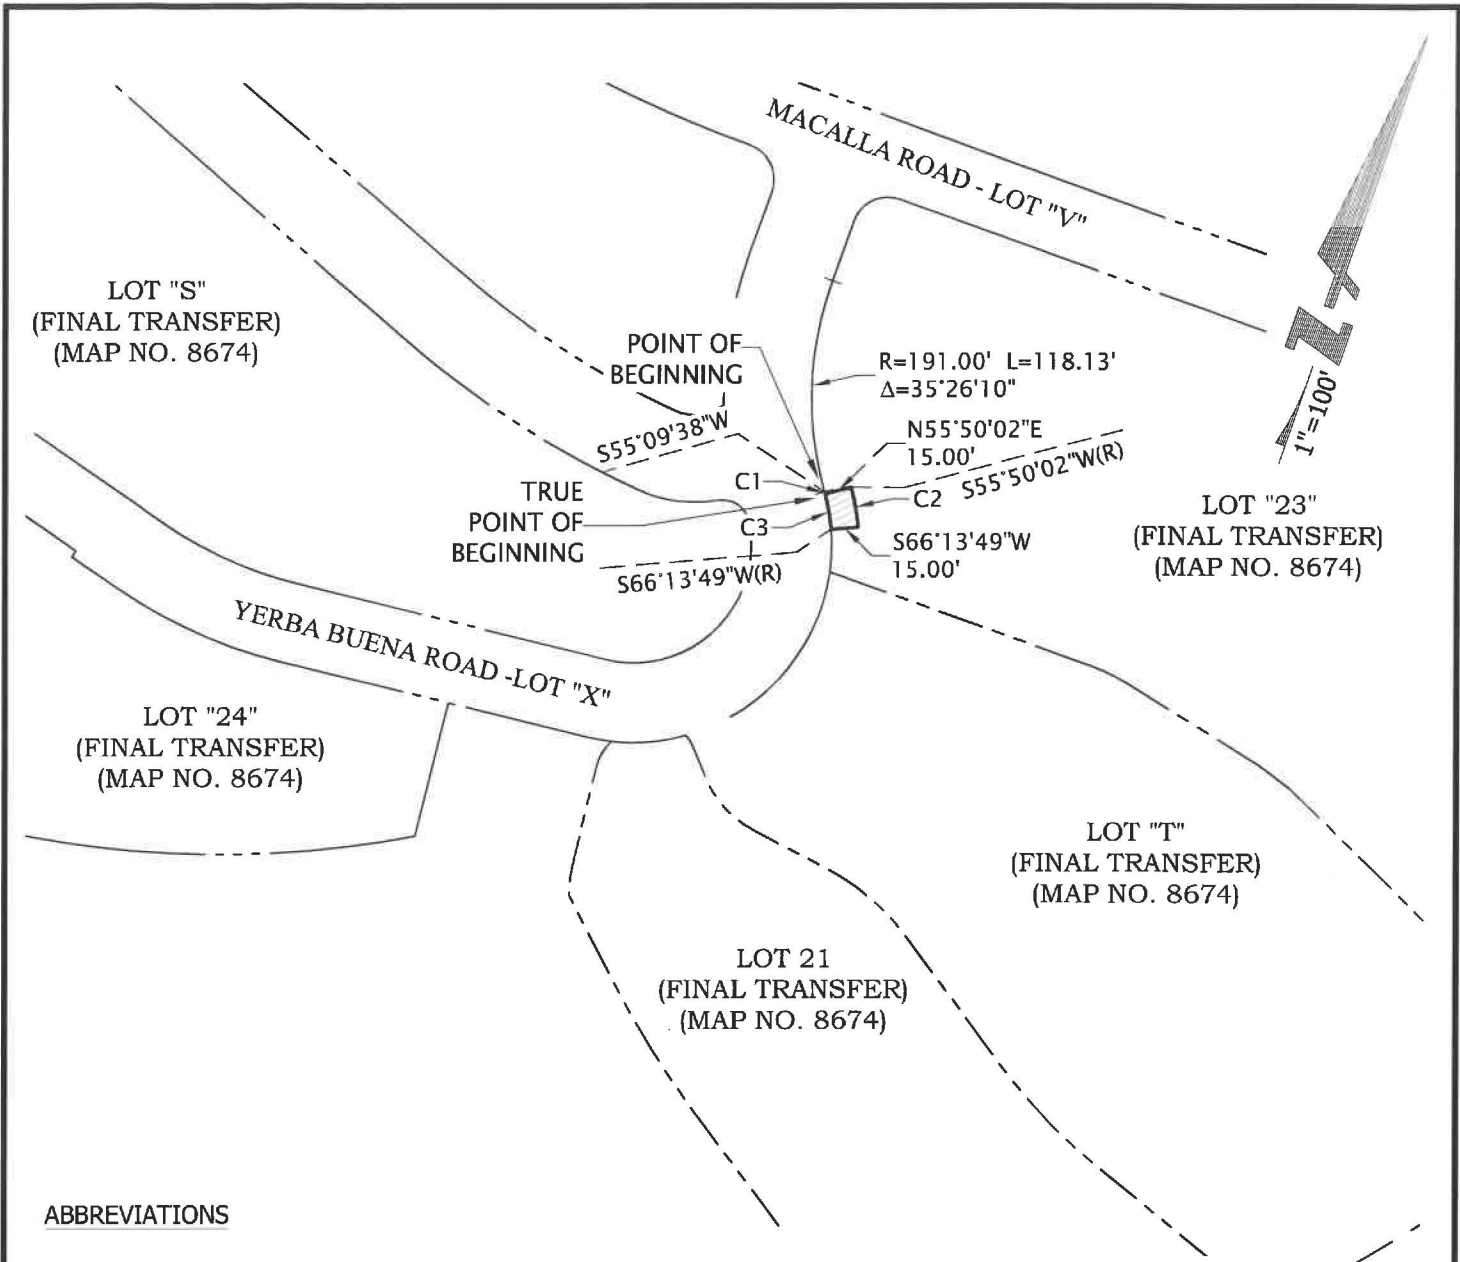 MACALLA ROAD - LOT "V"
LOT "S"
(FINAL TRANSFER)
(MAP NO. 8674)
POINT OF
BEGINNING
R=191.00' L=118.13'
Δ=35°26'10"
N
1"=100'
S55°09'38"W
N55°50'02"E
15.00'
S55°50'02"W(R)
C1
C2
TRUE
POINT OF
BEGINNING
C3
S66°13'49"W
15.00'
S66°13'49"W(R)
LOT "23"
(FINAL TRANSFER)
(MAP NO. 8674)
YERBA BUENA ROAD -LOT "X"
LOT "24"
(FINAL TRANSFER)
(MAP NO. 8674)
LOT "T"
(FINAL TRANSFER)
(MAP NO. 8674)
LOT 21
(FINAL TRANSFER)
(MAP NO. 8674)
ABBREVIATIONS